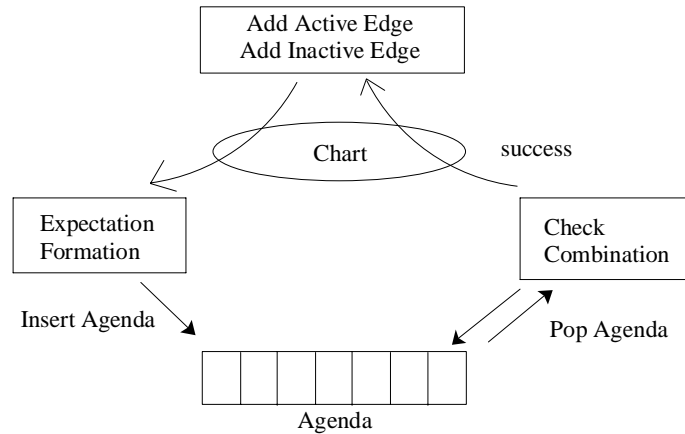 Add Active Edge
Add Inactive Edge
Chart
success
Expectation
Formation
Check
Combination
Insert Agenda
Pop Agenda
Agenda